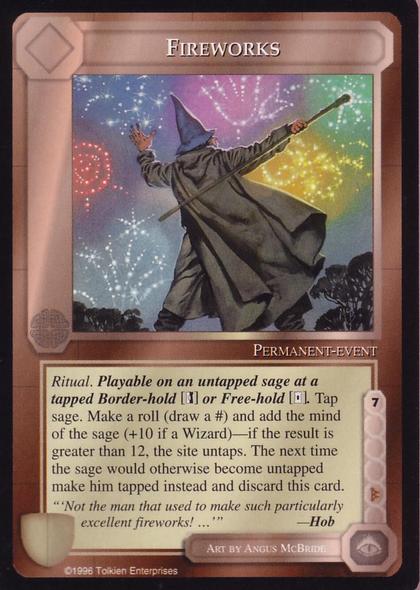 FIREWORKS
PERMANENT-EVENT
Ritual. Playable on an untapped sage at a
tapped Border-hold [] or Free-hold []. Tap
sage. Make a roll (draw a #) and add the mind
of the sage (+10 if a Wizard)—if the result is
greater than 12, the site untaps. The next time
the sage would otherwise become untapped
make him tapped instead and discard this card.
“‘Not the man that used to make such particularly
excellent fireworks! ...’” —Hob
7
ART BY ANGUS MCBRIDE
©1996 Tolkien Enterprises